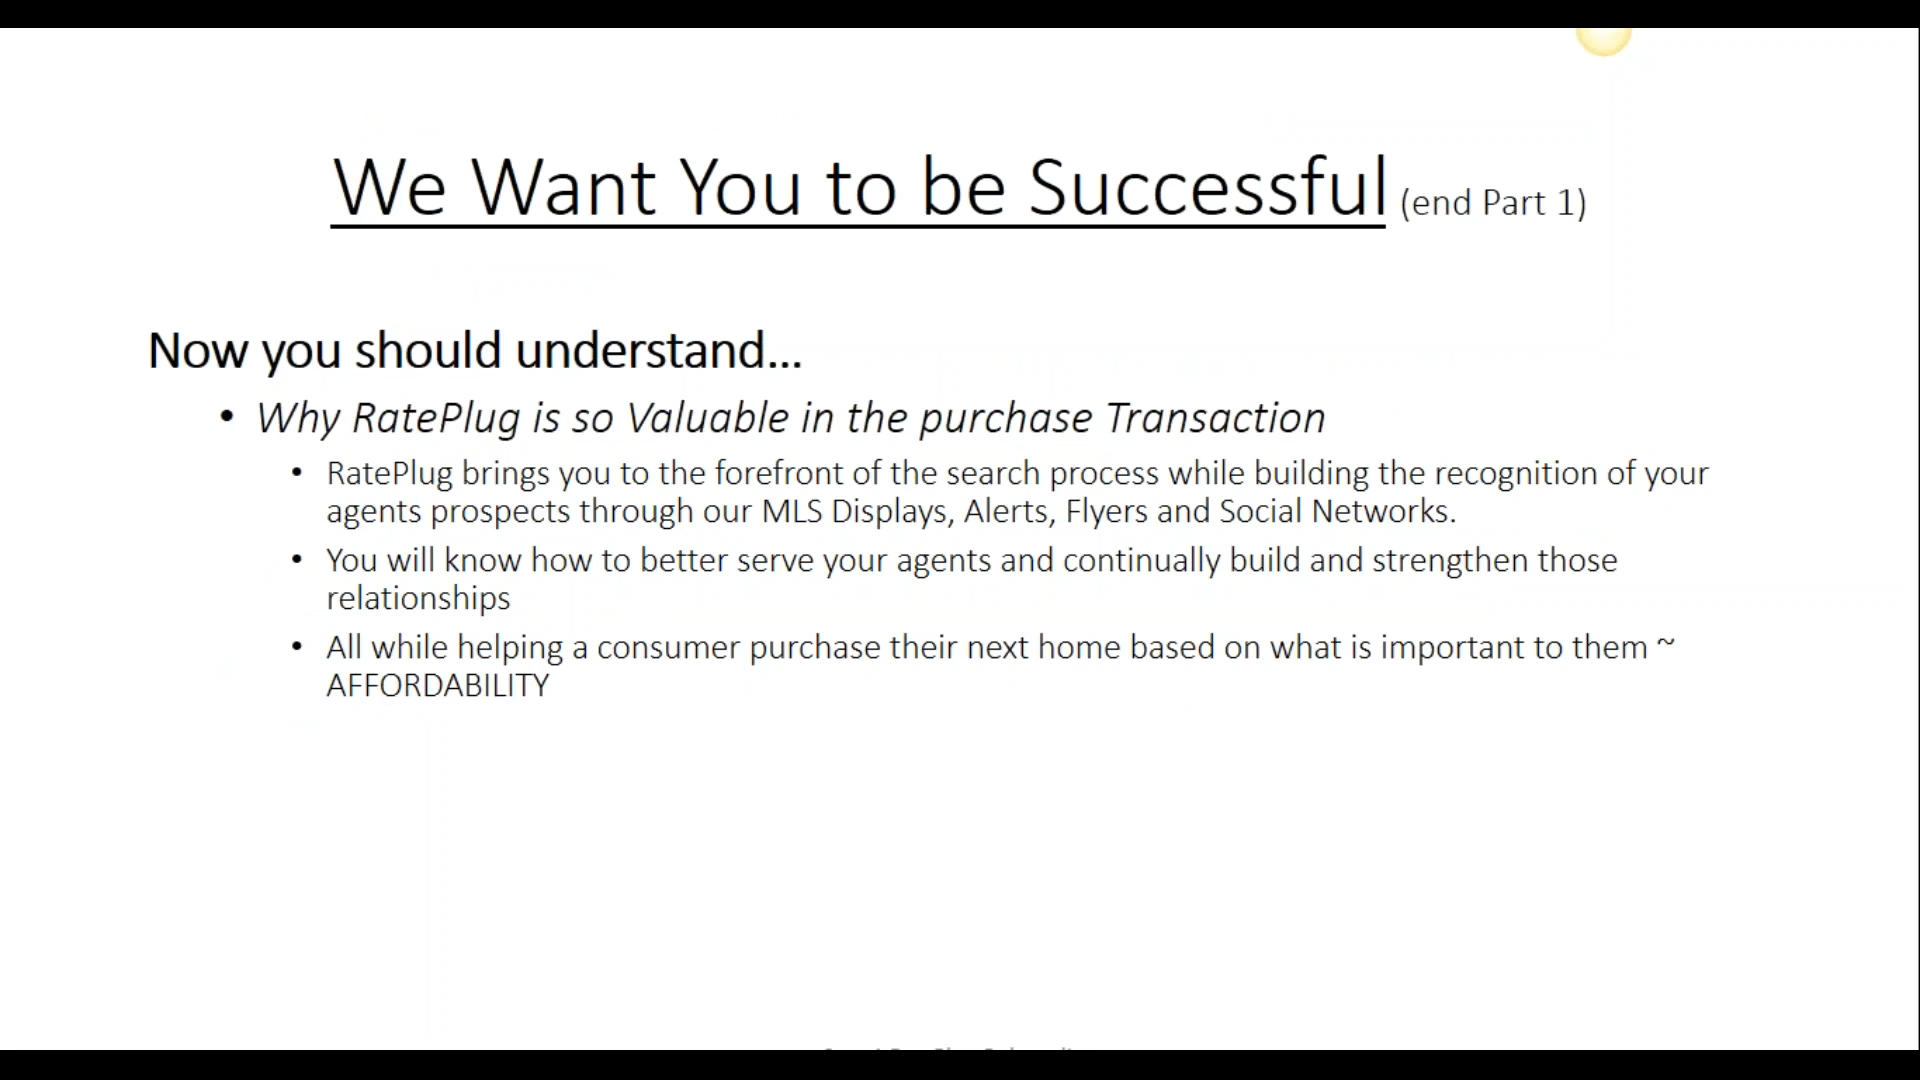 We Want You to be Successful (end Part 1)
Now you should understand...
• Why RatePlug is so Valuable in the purchase Transaction
• RatePlug brings you to the forefront of the search process while building the recognition of your
agents prospects through our MLS Displays, Alerts, Flyers and Social Networks.
• You will know how to better serve your agents and continually build and strengthen those
relationships
• All while helping a consumer purchase their next home based on what is important to them ~
AFFORDABILITY